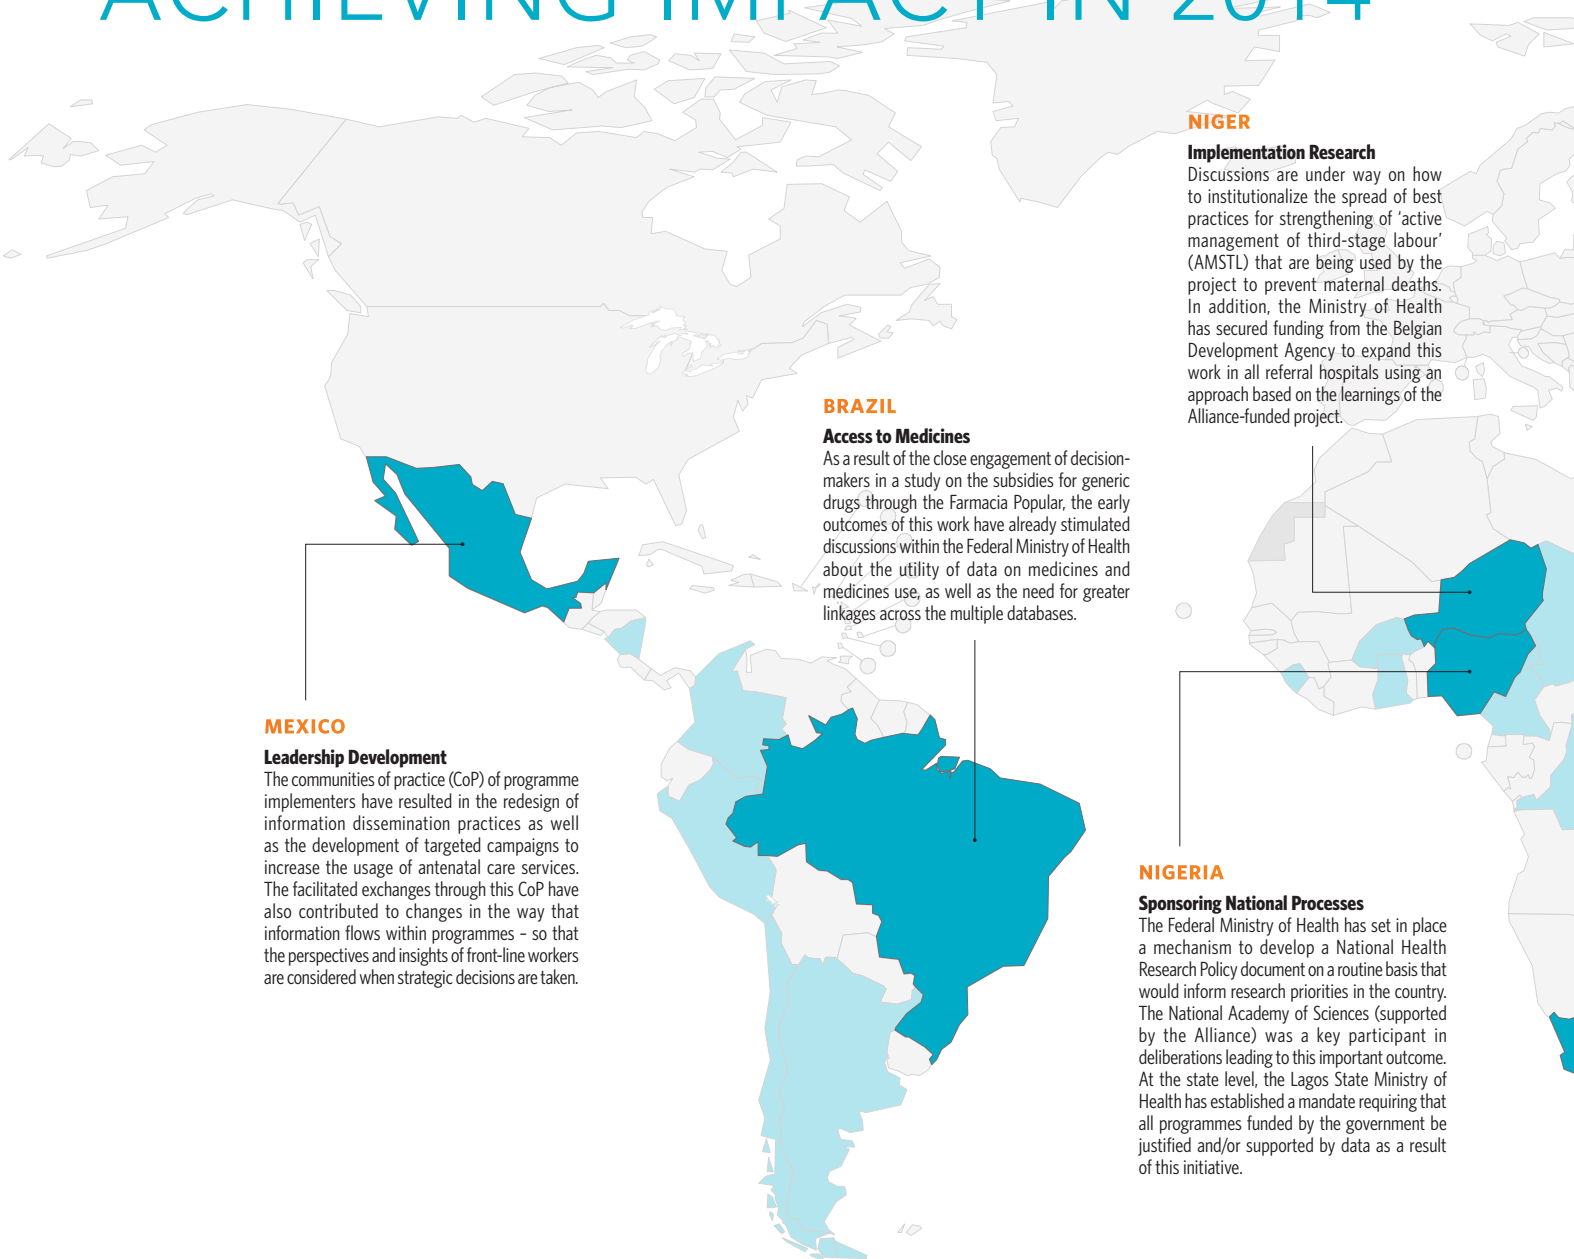 ACHIEVING IMPACT IN 2014
NIGER
Implementation Research
Discussions are under way on how
to institutionalize the spread of best
practices for strengthening of ‘active
management of third-stage labour’
(AMSTL) that are being used by the
project to prevent maternal deaths.
In addition, the Ministry of Health
has secured funding from the Belgian
Development Agency to expand this
work in all referral hospitals using an
approach based on the learnings of the
Alliance-funded project.
BRAZIL
Access to Medicines
As a result of the close engagement of decision-
makers in a study on the subsidies for generic
drugs through the Farmacia Popular, the early
outcomes of this work have already stimulated
discussions within the Federal Ministry of Health
about the utility of data on medicines and
medicines use, as well as the need for greater
linkages across the multiple databases.
MEXICO
Leadership Development
The communities of practice (CoP) of programme
implementers have resulted in the redesign of
information dissemination practices as well
as the development of targeted campaigns to
increase the usage of antenatal care services.
The facilitated exchanges through this CoP have
also contributed to changes in the way that
information flows within programmes – so that
the perspectives and insights of front-line workers
are considered when strategic decisions are taken.
NIGERIA
Sponsoring National Processes
The Federal Ministry of Health has set in place
a mechanism to develop a National Health
Research Policy document on a routine basis that
would inform research priorities in the country.
The National Academy of Sciences (supported
by the Alliance) was a key participant in
deliberations leading to this important outcome.
At the state level, the Lagos State Ministry of
Health has established a mandate requiring that
all programmes funded by the government be
justified and/or supported by data as a result
of this initiative.